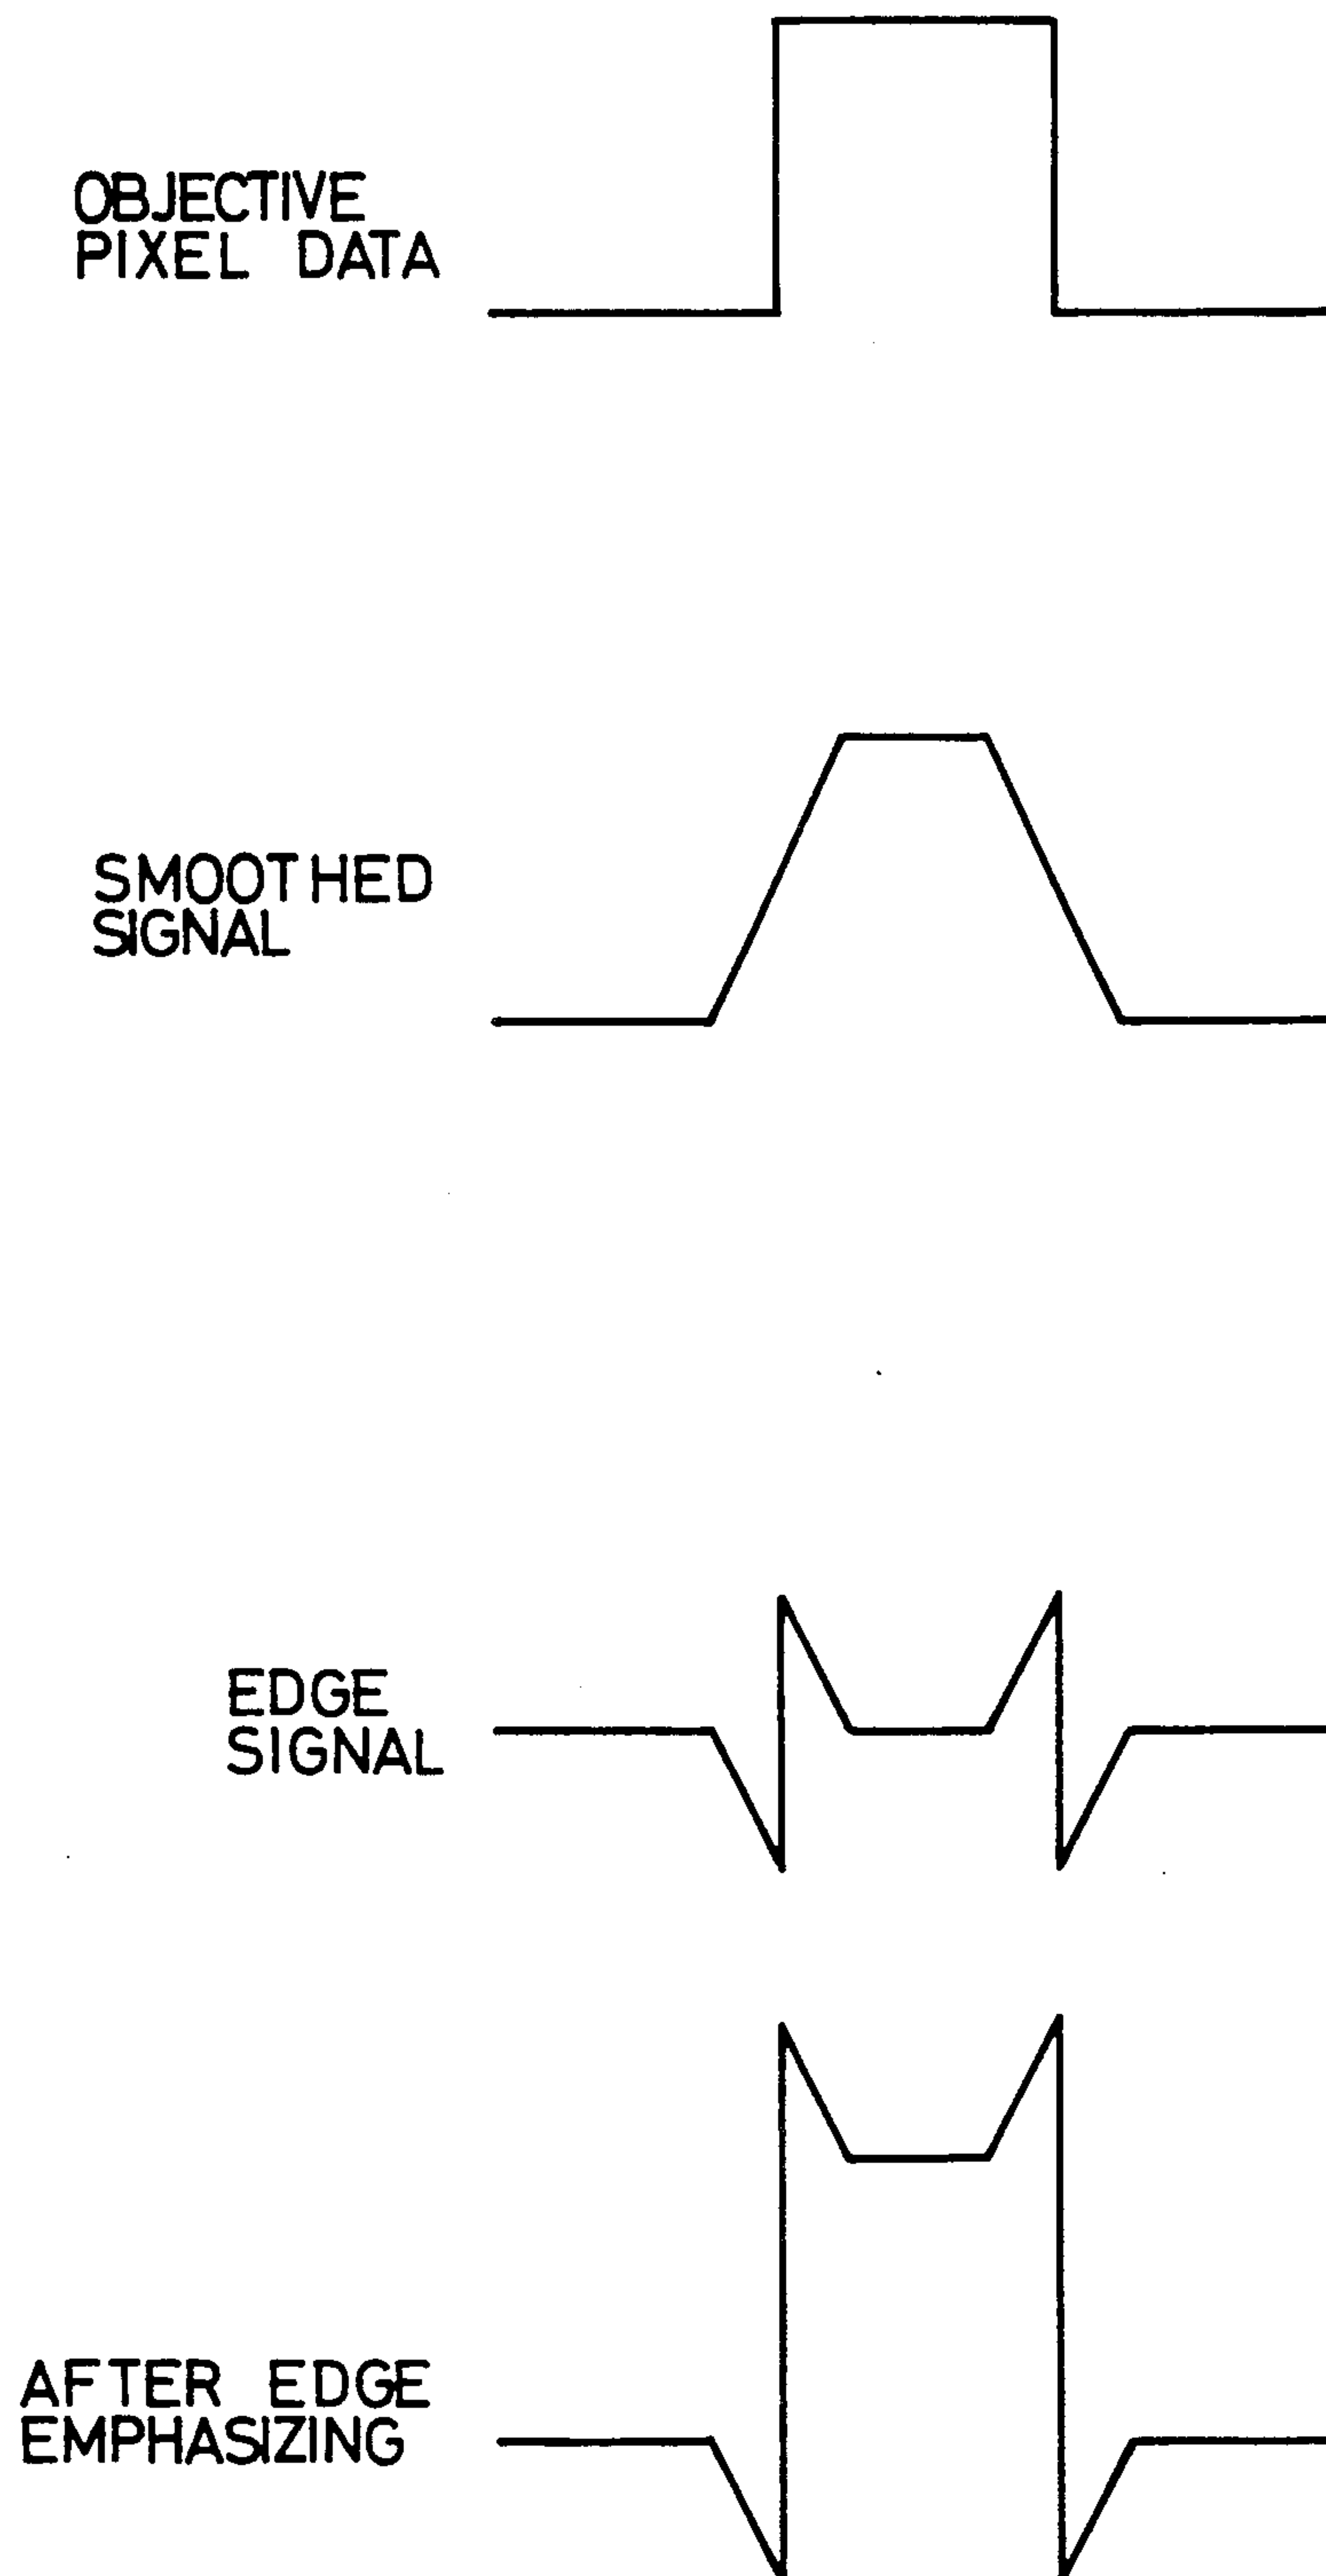 OBJECTIVE
PIXEL DATA
SMOOTHED
SIGNAL
EDGE
SIGNAL
AFTER EDGE
EMPHASIZING